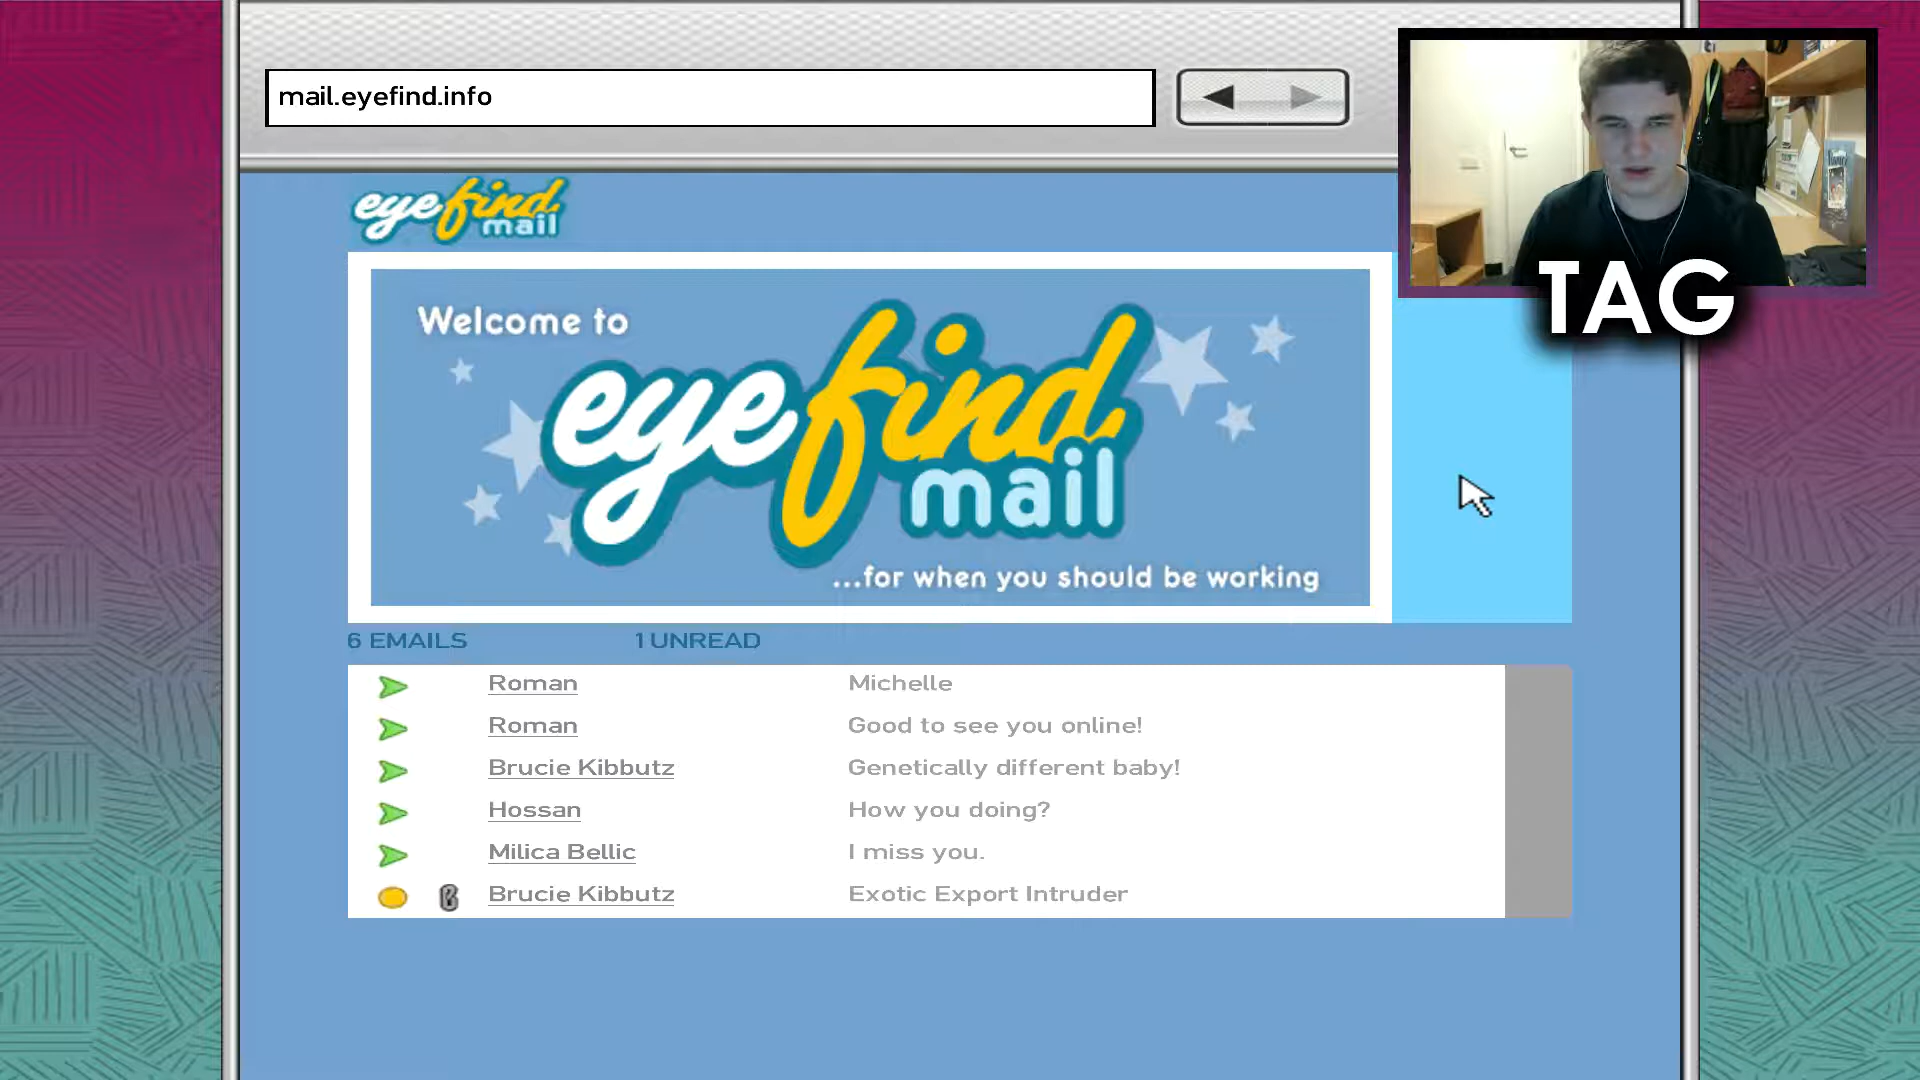 mail.eyefind.info
eyefind.
mail
TAG
Welcome to
eyefind.
mail
...for when you should be working
6 EMAILS 1 UNREAD
Roman Michelle
Roman Good to see you online!
Brucie Kibbutz Genetically different baby!
Hossan How you doing?
Milica Bellic I miss you.
Brucie Kibbutz Exotic Export Intruder